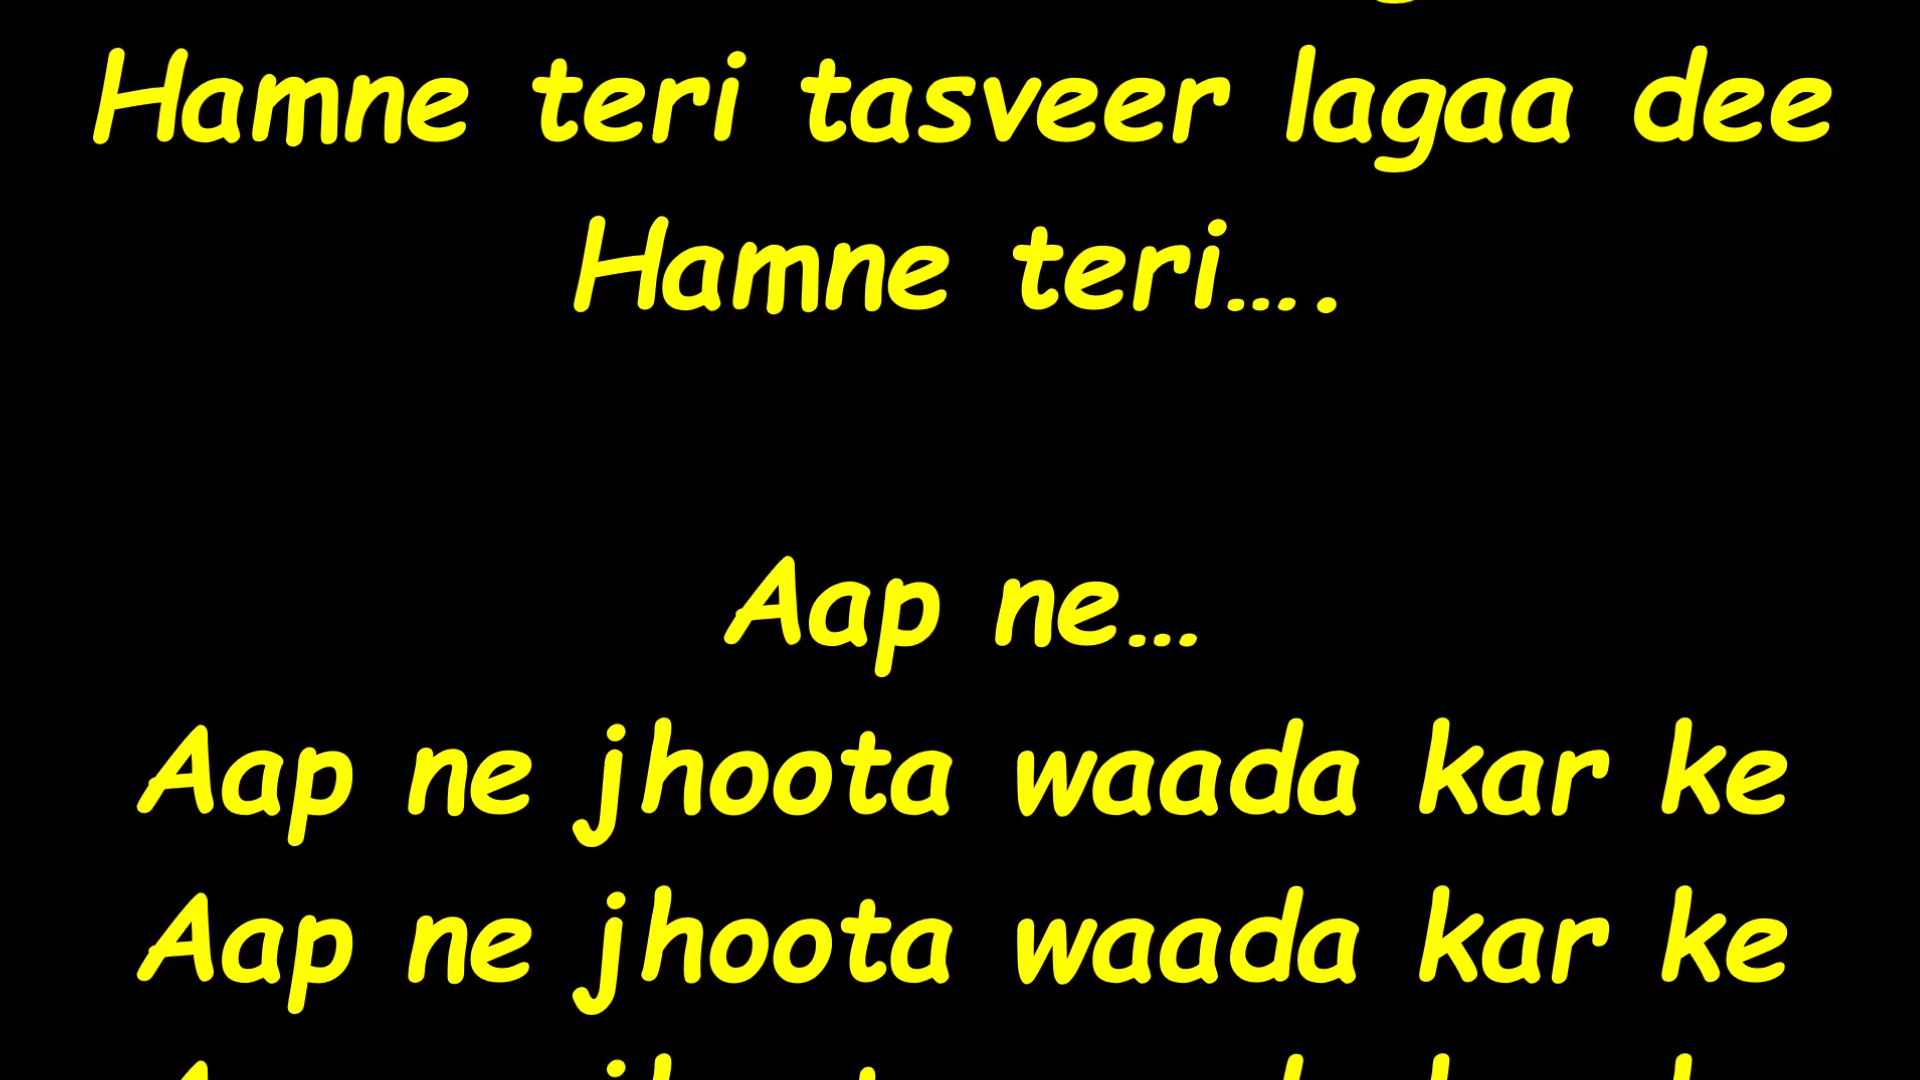 Hamne teri tasveer lagaa dee
Hamne teri….
Aap ne…
Aap ne jhoota waada kar ke
Aap ne jhoota waada kar ke